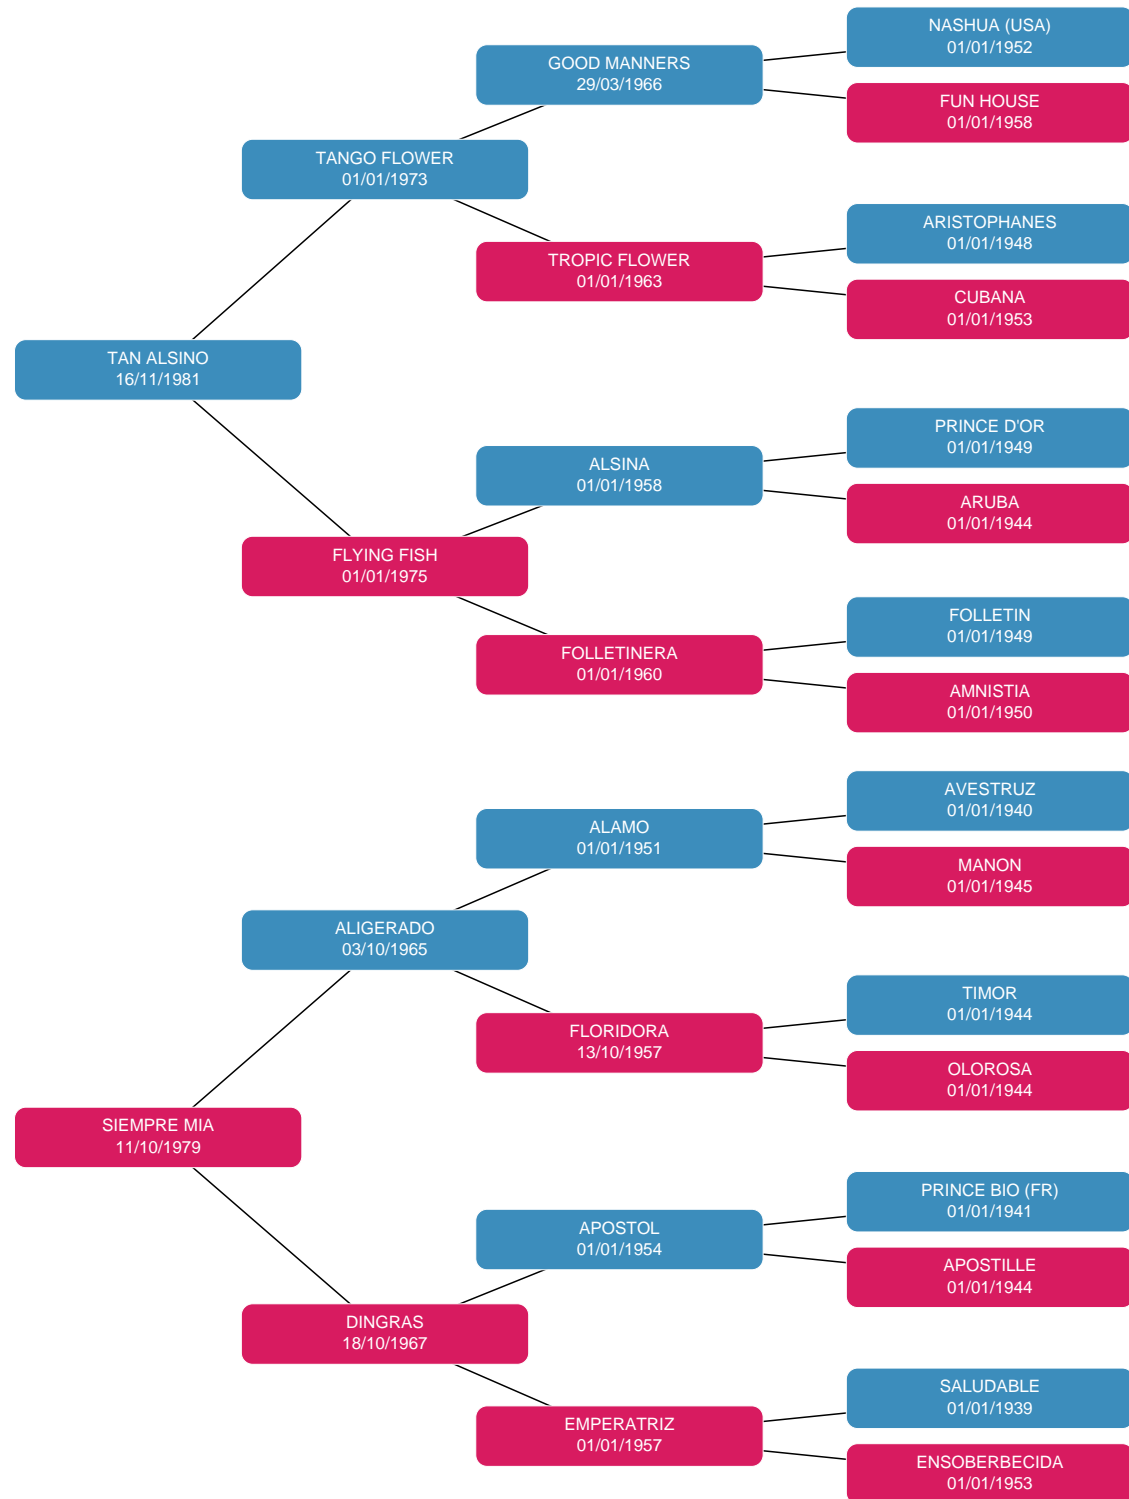 NASHUA (USA)
01/01/1952
GOOD MANNERS
29/03/1966
FUN HOUSE
01/01/1958
TANGO FLOWER
01/01/1973
ARISTOPHANES
01/01/1948
TROPIC FLOWER
01/01/1963
CUBANA
01/01/1953
TAN ALSINO
16/11/1981
PRINCE D'OR
01/01/1949
ALSINA
01/01/1958
ARUBA
01/01/1944
FLYING FISH
01/01/1975
FOLLETIN
01/01/1949
FOLLETINERA
01/01/1960
AMNISTIA
01/01/1950
AVESTRUZ
01/01/1940
ALAMO
01/01/1951
MANON
01/01/1945
ALIGERADO
03/10/1965
TIMOR
01/01/1944
FLORIDORA
13/10/1957
OLOROSA
01/01/1944
SIEMPRE MIA
11/10/1979
PRINCE BIO (FR)
01/01/1941
APOSTOL
01/01/1954
APOSTILLE
01/01/1944
DINGRAS
18/10/1967
SALUDABLE
01/01/1939
EMPERATRIZ
01/01/1957
ENSOBERBECIDA
01/01/1953